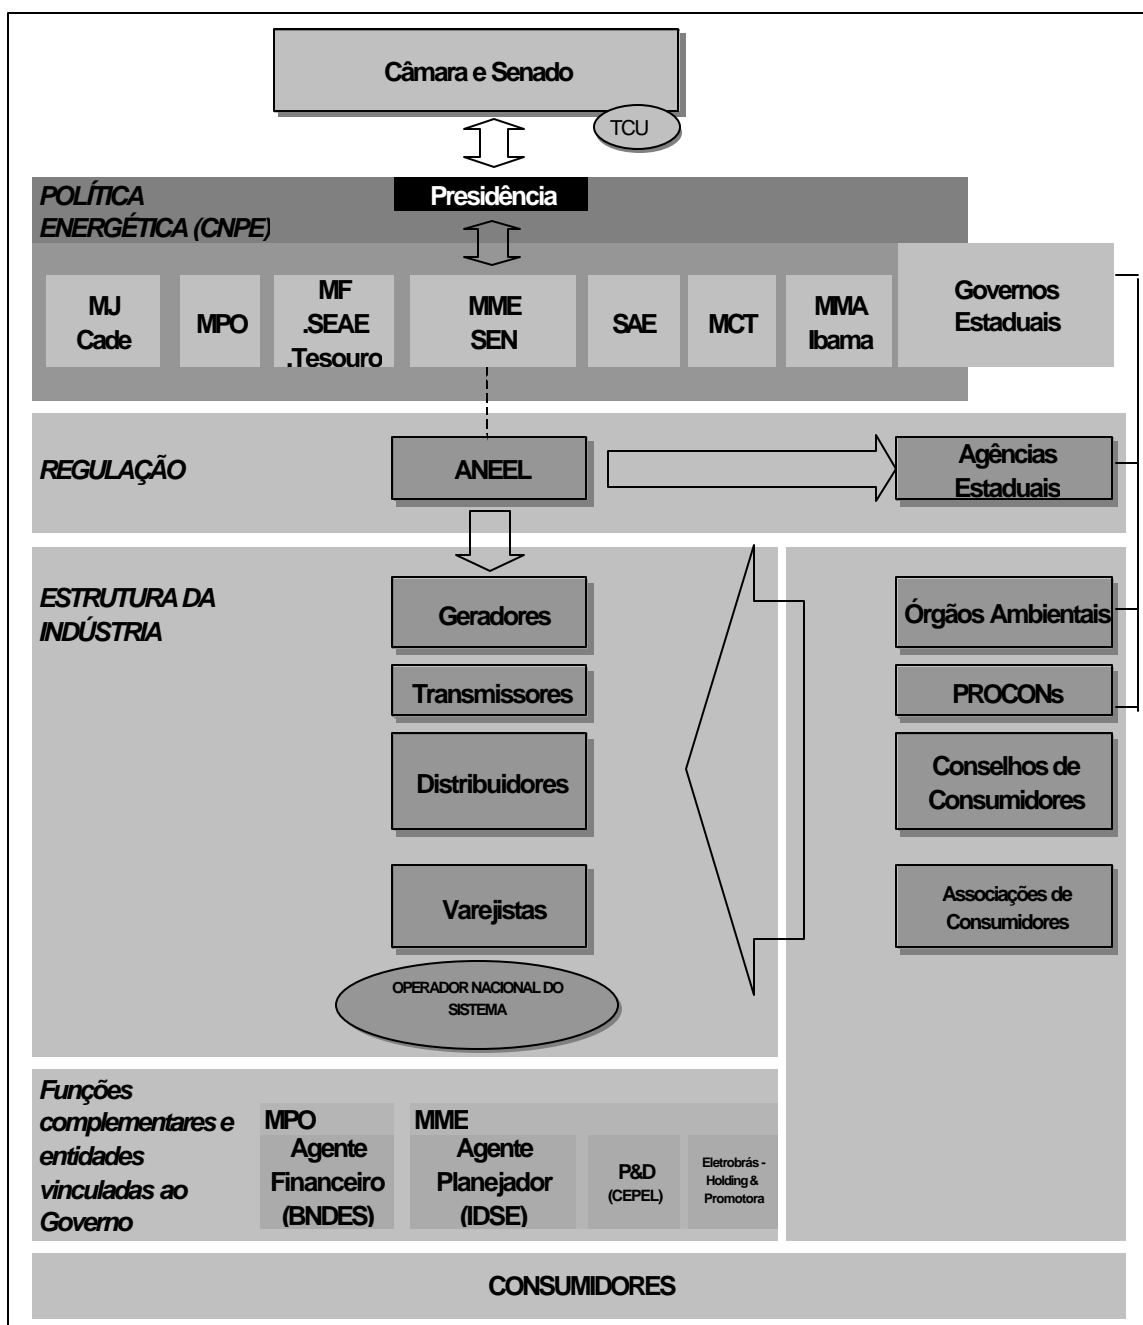 Câmara e Senado
TCU
POLÍTICA
ENERGÉTICA (CNPE)
Presidência
MJ
Cade
MPO
MF
.SEAE
.Tesouro
MME
SEN
SAE
MCT
MMA
Ibama
Governos
Estaduais
REGULAÇÃO
ANEEL
Agências
Estaduais
ESTRUTURA DA
INDÚSTRIA
Geradores
Transmissores
Distribuidores
Varejistas
OPERADOR NACIONAL DO
SISTEMA
Órgãos Ambientais
PROCONs
Conselhos de
Consumidores
Associações de
Consumidores
Funções
complementares e
entidades
vinculadas ao
Governo
MPO
Agente
Financeiro
(BNDES)
MME
Agente
Planejador
(IDSE)
P&D
(CEPEL)
Eletrobrás -
Holding &
Promotora
CONSUMIDORES